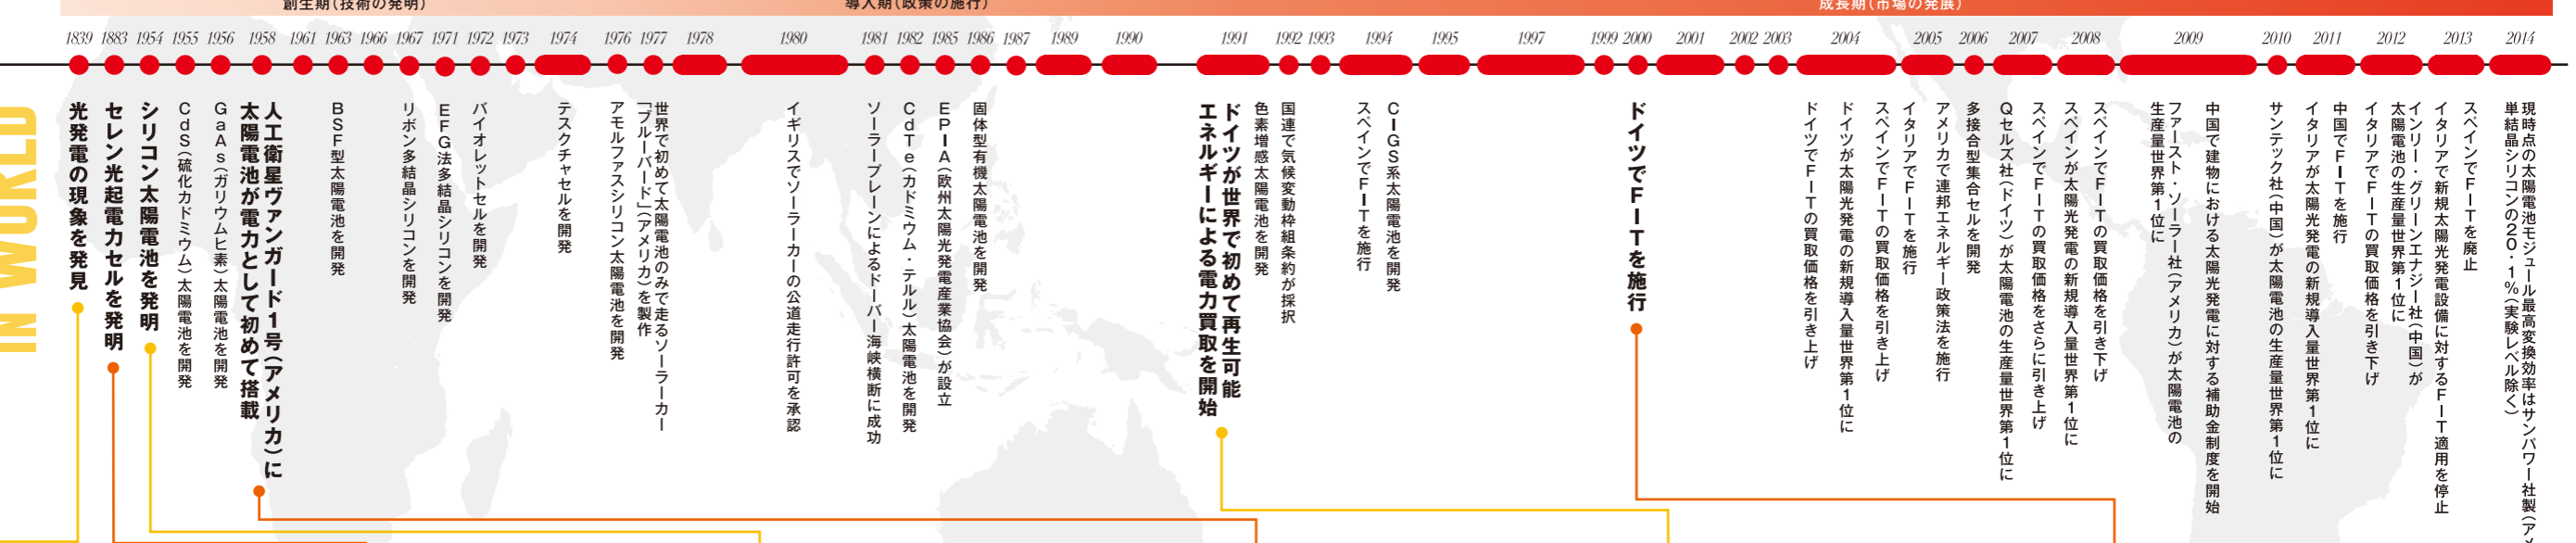 創生期（技術の発明）
導入期（政策の施行）
成長期（市場の発展）
1839 1883 1954 1955 1956 1958 1961 1963 1966 1967 1971 1972 1973 1974 1976 1977 1978 1980 1981 1982 1985 1986 1987 1989 1990 1991 1992 1993 1994 1995 1997 1999 2000 2001 2002 2003 2004 2005 2006 2007 2008 2009 2010 2011 2012 2013 2014
IN WORLD
光発電の現象を発見
セレン光起電力セルを発明
シリコン太陽電池を発明
CdS（硫化カドミウム）太陽電池を開発
GaAs（ガリウムヒ素）太陽電池を開発
人工衛星ヴァンガード1号（アメリカ）に
太陽電池が電力として初めて搭載
BSF型太陽電池を開発
リボン多結晶シリコンを開発
EFG法多結晶シリコンを開発
バイオレットセルを開発
テスクチャセルを開発
アモルファスシリコン太陽電池を開発
世界で初めて太陽電池のみで走るソーラーカー
「ブルーバード」（アメリカ）を製作
イギリスでソーラーカーの公道走行許可を承認
ソーラープレーンによるドーバー海峡横断に成功
CdTe（カドミウム・テルル）太陽電池を開発
EPIA（欧州太陽光発電産業協会）が設立
固体型有機太陽電池を開発
ドイツが世界で初めて再生可能
エネルギーによる電力買取を開始
色素増感太陽電池を開発
国連で気候変動枠組条約が採択
スペインでFITを施行
CIGS系太陽電池を開発
ドイツでFITを施行
ドイツでFITの買取価格を引き上げ
ドイツが太陽光発電の新規導入量世界第1位に
スペインでFITの買取価格を引き上げ
イタリアでFITを施行
アメリカで連邦エネルギー政策法を施行
多接合型集合セルを開発
Qセルズ社（ドイツ）が太陽電池の生産量世界第1位に
スペインでFITの買取価格をさらに引き上げ
スペインが太陽光発電の新規導入量世界第1位に
スペインでFITの買取価格を引き下げ
ファースト・ソーラー社（アメリカ）が太陽電池の
生産量世界第1位に
中国で建物における太陽光発電に対する補助金制度を開始
サンテック社（中国）が太陽電池の生産量世界第1位に
イタリアが太陽光発電の新規導入量世界第1位に
中国でFITを施行
イタリアでFITの買取価格を引き下げ
インリー・グリーンエナジー社（中国）が
太陽電池の生産量世界第1位に
イタリアで新規太陽光発電設備に対するFIT適用を停止
スペインでFITを廃止
現時点の太陽電池モジュール最高変換効率はサンパワー社製（アメ
単結晶シリコンの20・1%（実験レベル除く）